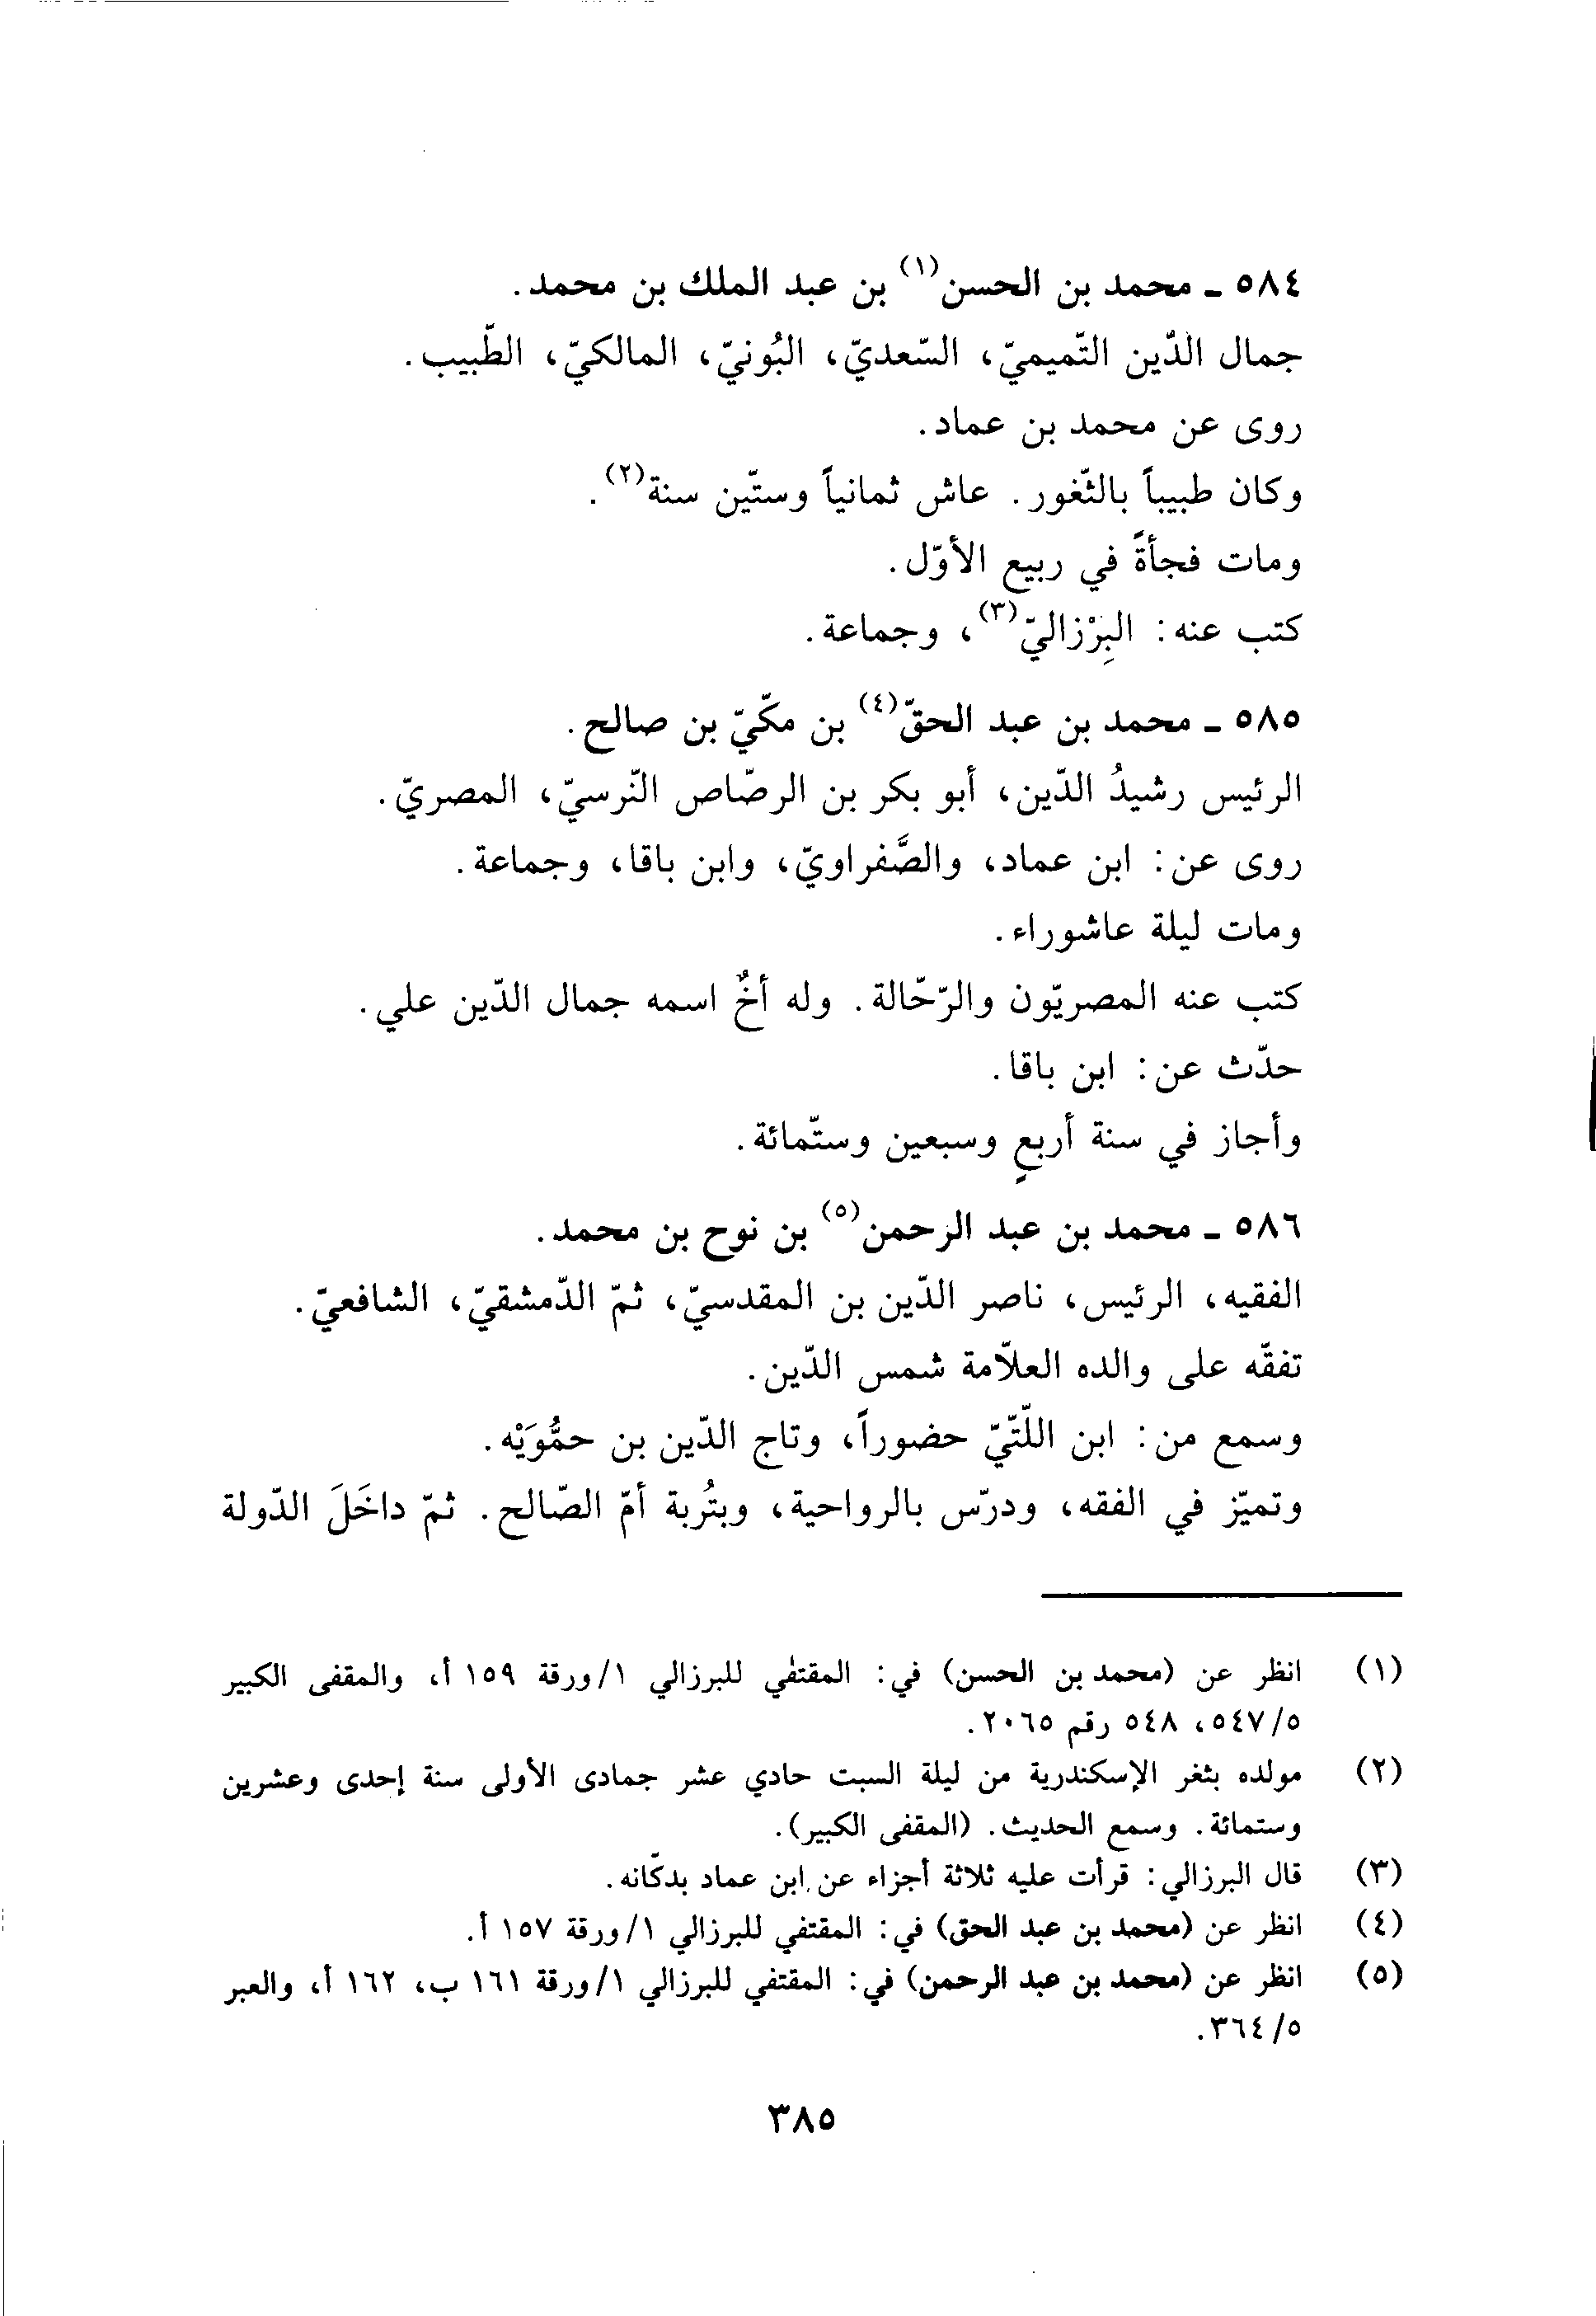 ٥٨٤ ـ محمد بن الحسن(١) بن عبد الملك بن محمد.
جمال الدّين التّميميّ، السّعديّ، البُونيّ، المالكيّ، الطّبيب.
روى عن محمد بن عماد.
وكان طبيباً بالثّغور. عاش ثمانياً وستّين سنة(٢).
ومات فجأةً في ربيع الأوّل.
كتب عنه: البِرْزاليّ(٣)، وجماعة.
٥٨٥ ـ محمد بن عبد الحقّ(٤) بن مكّيّ بن صالح.
الرئيس رشيدُ الدّين، أبو بكر بن الرصّاص النّرسيّ، المصريّ.
روى عن: ابن عماد، والصَّفراويّ، وابن باقا، وجماعة.
ومات ليلة عاشوراء.
كتب عنه المصريّون والرّحّالة. وله أخٌ اسمه جمال الدّين علي.
حدّث عن: ابن باقا.
وأجاز في سنة أربعٍ وسبعين وستّمائة.
٥٨٦ ـ محمد بن عبد الرحمن(٥) بن نوح بن محمد.
الفقيه، الرئيس، ناصر الدّين بن المقدسيّ، ثمّ الدّمشقيّ، الشافعيّ.
تفقّه على والده العلاّمة شمس الدّين.
وسمع من: ابن اللّتّيّ حضوراً، وتاج الدّين بن حمُّوَيْه.
وتميّز في الفقه، ودرّس بالرواحية، وبتُربة أمّ الصّالح. ثمّ داخَلَ الدّولة
(١) انظر عن (محمد بن الحسن) في: المقتفي للبرزالي ١/ورقة ١٥٩ أ، والمقفى الكبير
٥/٥٤٧، ٥٤٨ رقم ٢٠٦٥.
(٢) مولده بثغر الإسكندرية من ليلة السبت حادي عشر جمادى الأولى سنة إحدى وعشرين
وستمائة. وسمع الحديث. (المقفى الكبير).
(٣) قال البرزالي: قرأت عليه ثلاثة أجزاء عن ابن عماد بدكّانه.
(٤) انظر عن (محمد بن عبد الحق) في: المقتفي للبرزالي ١/ورقة ١٥٧ أ.
(٥) انظر عن (محمد بن عبد الرحمن) في: المقتفي للبرزالي ١/ورقة ١٦١ ب، ١٦٢ أ، والعبر
٥/٣٦٤.
٣٨٥